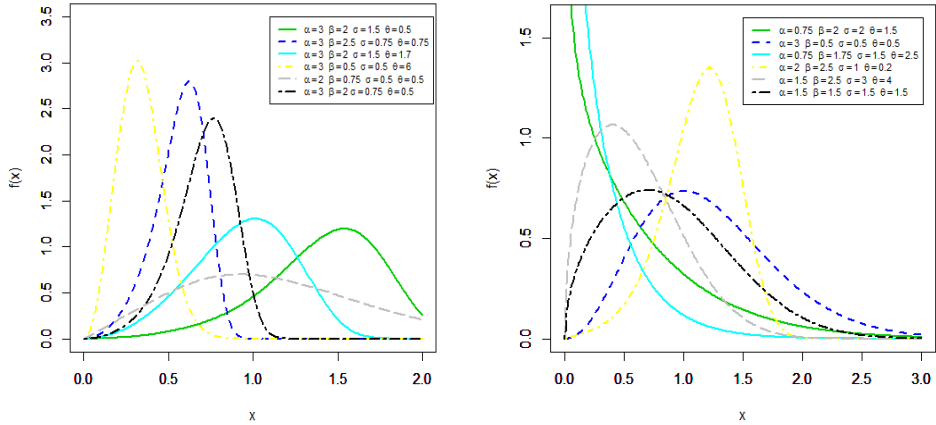 α=3 β=2 σ=1.5 θ=0.5
α=3 β=2.5 σ=0.75 θ=0.75
α=3 β=2 σ=1.5 θ=1.7
α=3 β=0.5 σ=0.5 θ=6
α=2 β=0.75 σ=0.5 θ=0.5
α=3 β=2 σ=0.75 θ=0.5
f(x)
0.0 0.5 1.0 1.5 2.0 2.5 3.0 3.5
0.0 0.5 1.0 1.5 2.0
x
α=0.75 β=2 σ=2 θ=1.5
α=3 β=0.5 σ=0.5 θ=0.5
α=0.75 β=1.75 σ=1.5 θ=2.5
α=2 β=2.5 σ=1 θ=0.2
α=1.5 β=2.5 σ=3 θ=4
α=1.5 β=1.5 σ=1.5 θ=1.5
f(x)
0.0 0.5 1.0 1.5
0.0 0.5 1.0 1.5 2.0 2.5 3.0
x